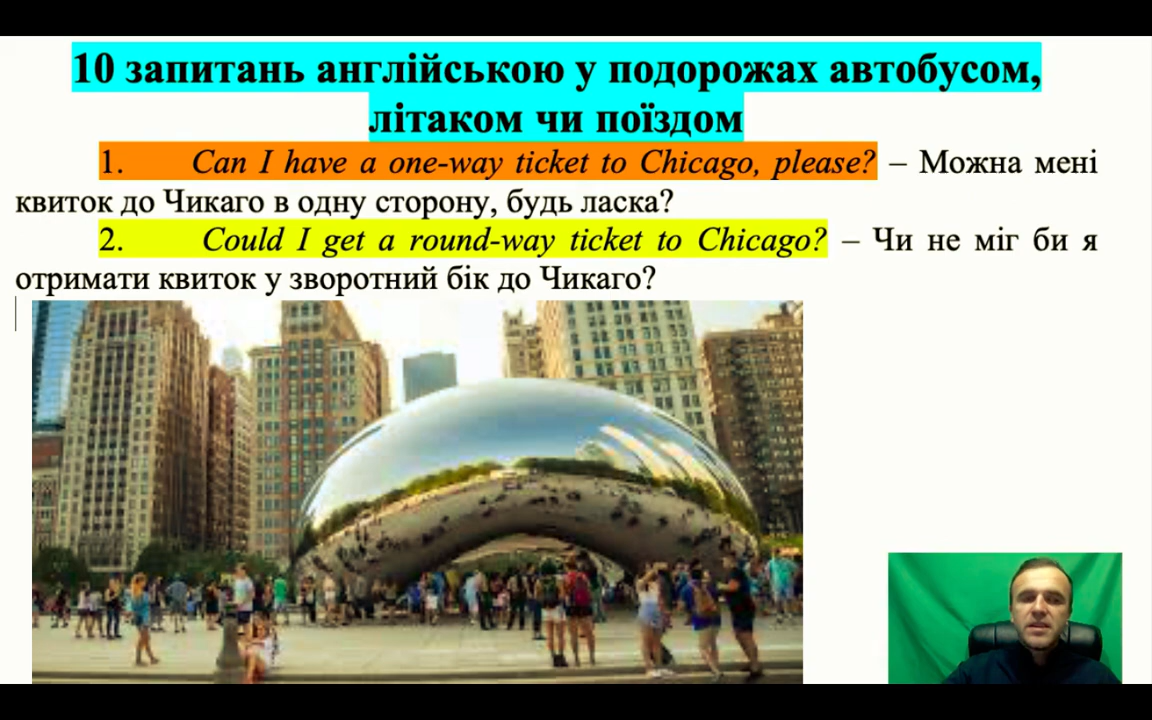 10 запитань англійською у подорожах автобусом,
літаком чи поїздом
1. Can I have a one-way ticket to Chicago, please? – Можна мені
квиток до Чикаго в одну сторону, будь ласка?
2. Could I get a round-way ticket to Chicago? – Чи не міг би я
отримати квиток у зворотний бік до Чикаго?